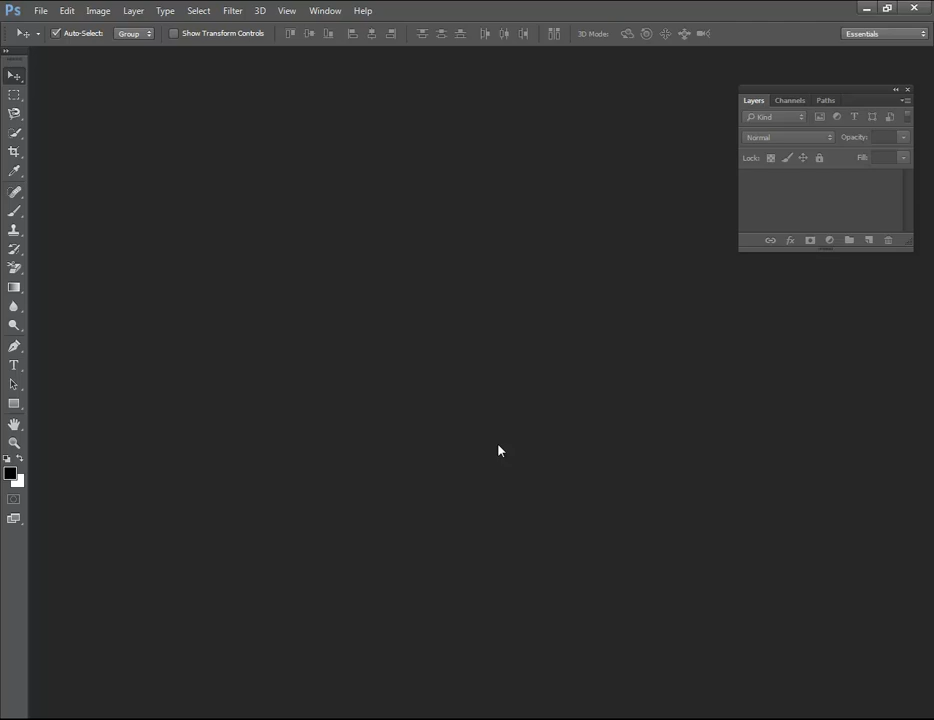 Ps File Edit Image Layer Type Select Filter 3D View Window Help
Auto-Select: Group Show Transform Controls 3D Mode: Essentials
Layers Channels Paths
Kind T
Normal Opacity:
Lock: Fill:
fx
T